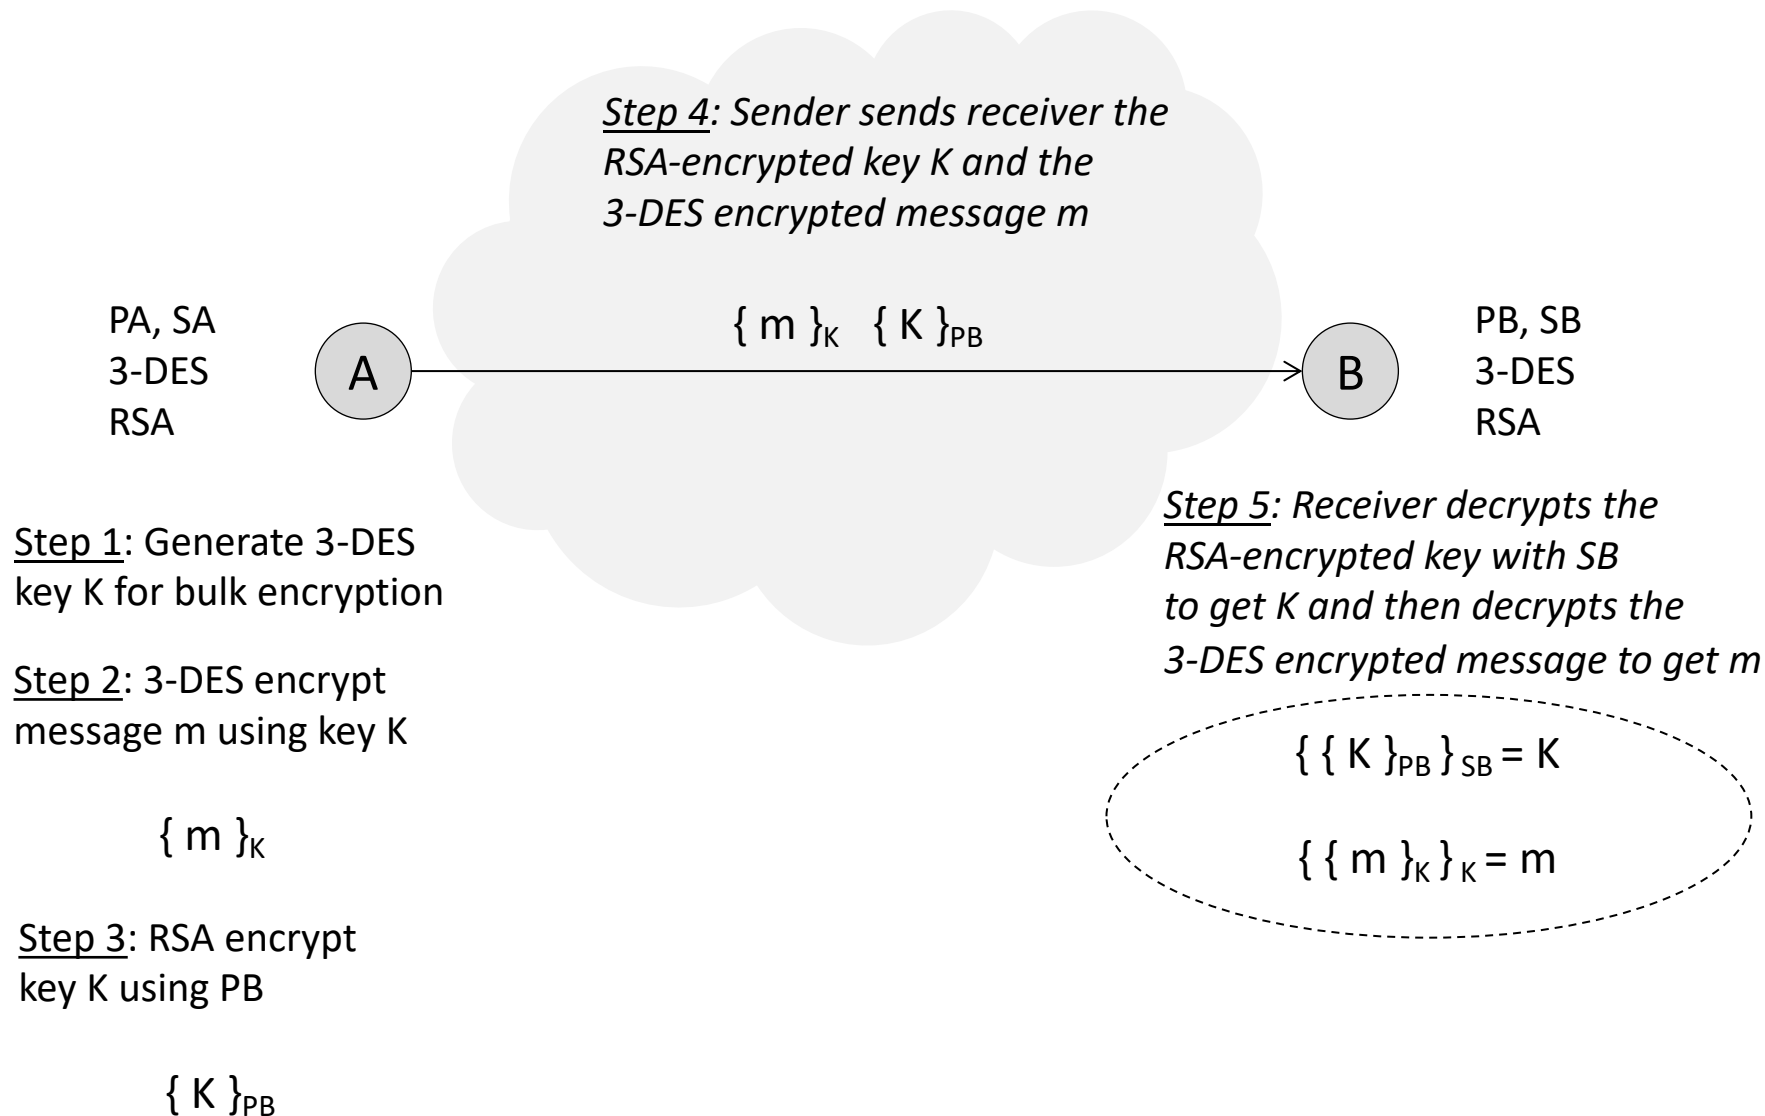 Step 4: Sender sends receiver the
RSA-encrypted key K and the
3-DES encrypted message m
{ m }K { K }PB
PA, SA
3-DES
RSA
A
B
PB, SB
3-DES
RSA
Step 1: Generate 3-DES
key K for bulk encryption
Step 2: 3-DES encrypt
message m using key K
{ m }K
Step 3: RSA encrypt
key K using PB
{ K }PB
Step 5: Receiver decrypts the
RSA-encrypted key with SB
to get K and then decrypts the
3-DES encrypted message to get m
{ { K }PB } SB = K
{ { m }K } K = m